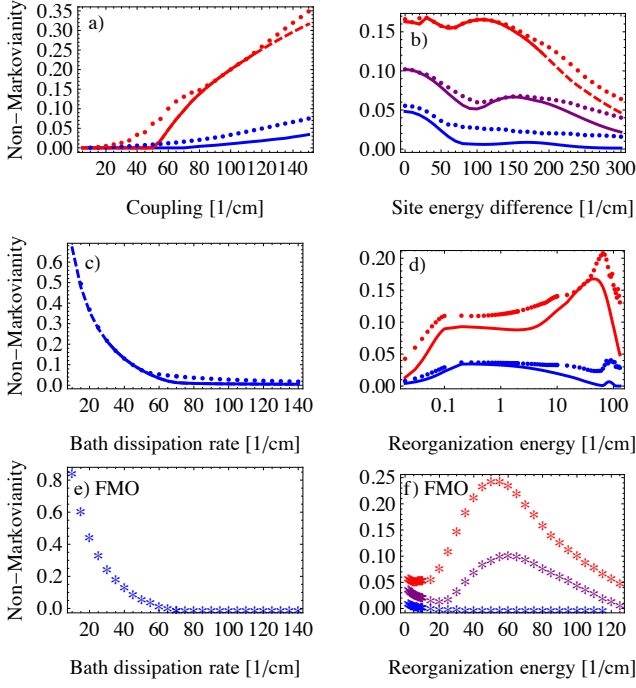 a)
Non−Markovianity
0.35
0.30
0.25
0.20
0.15
0.10
0.05
0.00
20 40 60 80 100 120 140
Coupling [1/cm]
b)
0.15
0.10
0.05
0.00
0 50 100 150 200 250 300
Site energy difference [1/cm]
c)
Non−Markovianity
0.6
0.5
0.4
0.3
0.2
0.1
0.0
20 40 60 80 100 120 140
Bath dissipation rate [1/cm]
d)
0.20
0.15
0.10
0.05
0.00
0.1 1 10 100
Reorganization energy [1/cm]
e) FMO
Non−Markovianity
0.8
0.6
0.4
0.2
0.0
20 40 60 80 100 120 140
Bath dissipation rate [1/cm]
f) FMO
0.25
0.20
0.15
0.10
0.05
0.00
0 20 40 60 80 100 120
Reorganization energy [1/cm]